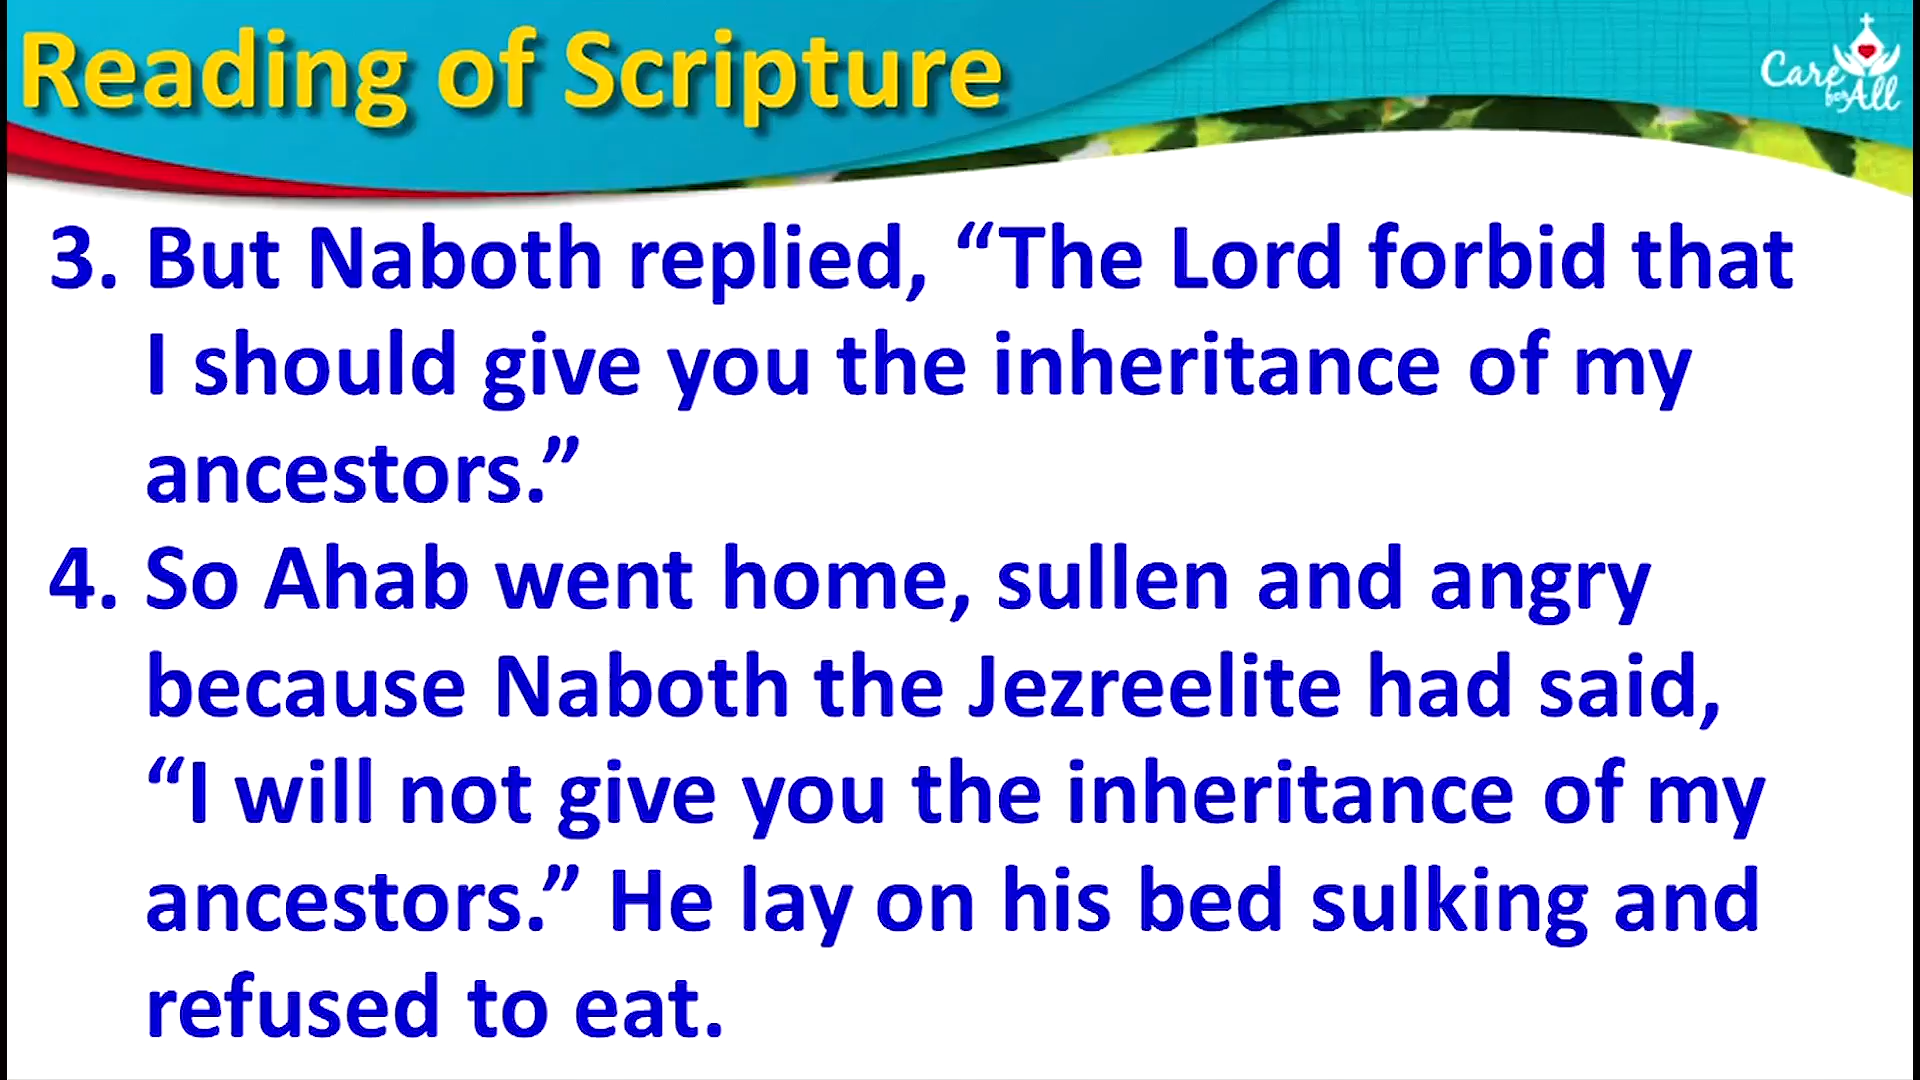 Reading of Scripture
Care
for All
3. But Naboth replied, “The Lord forbid that
I should give you the inheritance of my
ancestors.”
4. So Ahab went home, sullen and angry
because Naboth the Jezreelite had said,
“I will not give you the inheritance of my
ancestors.” He lay on his bed sulking and
refused to eat.